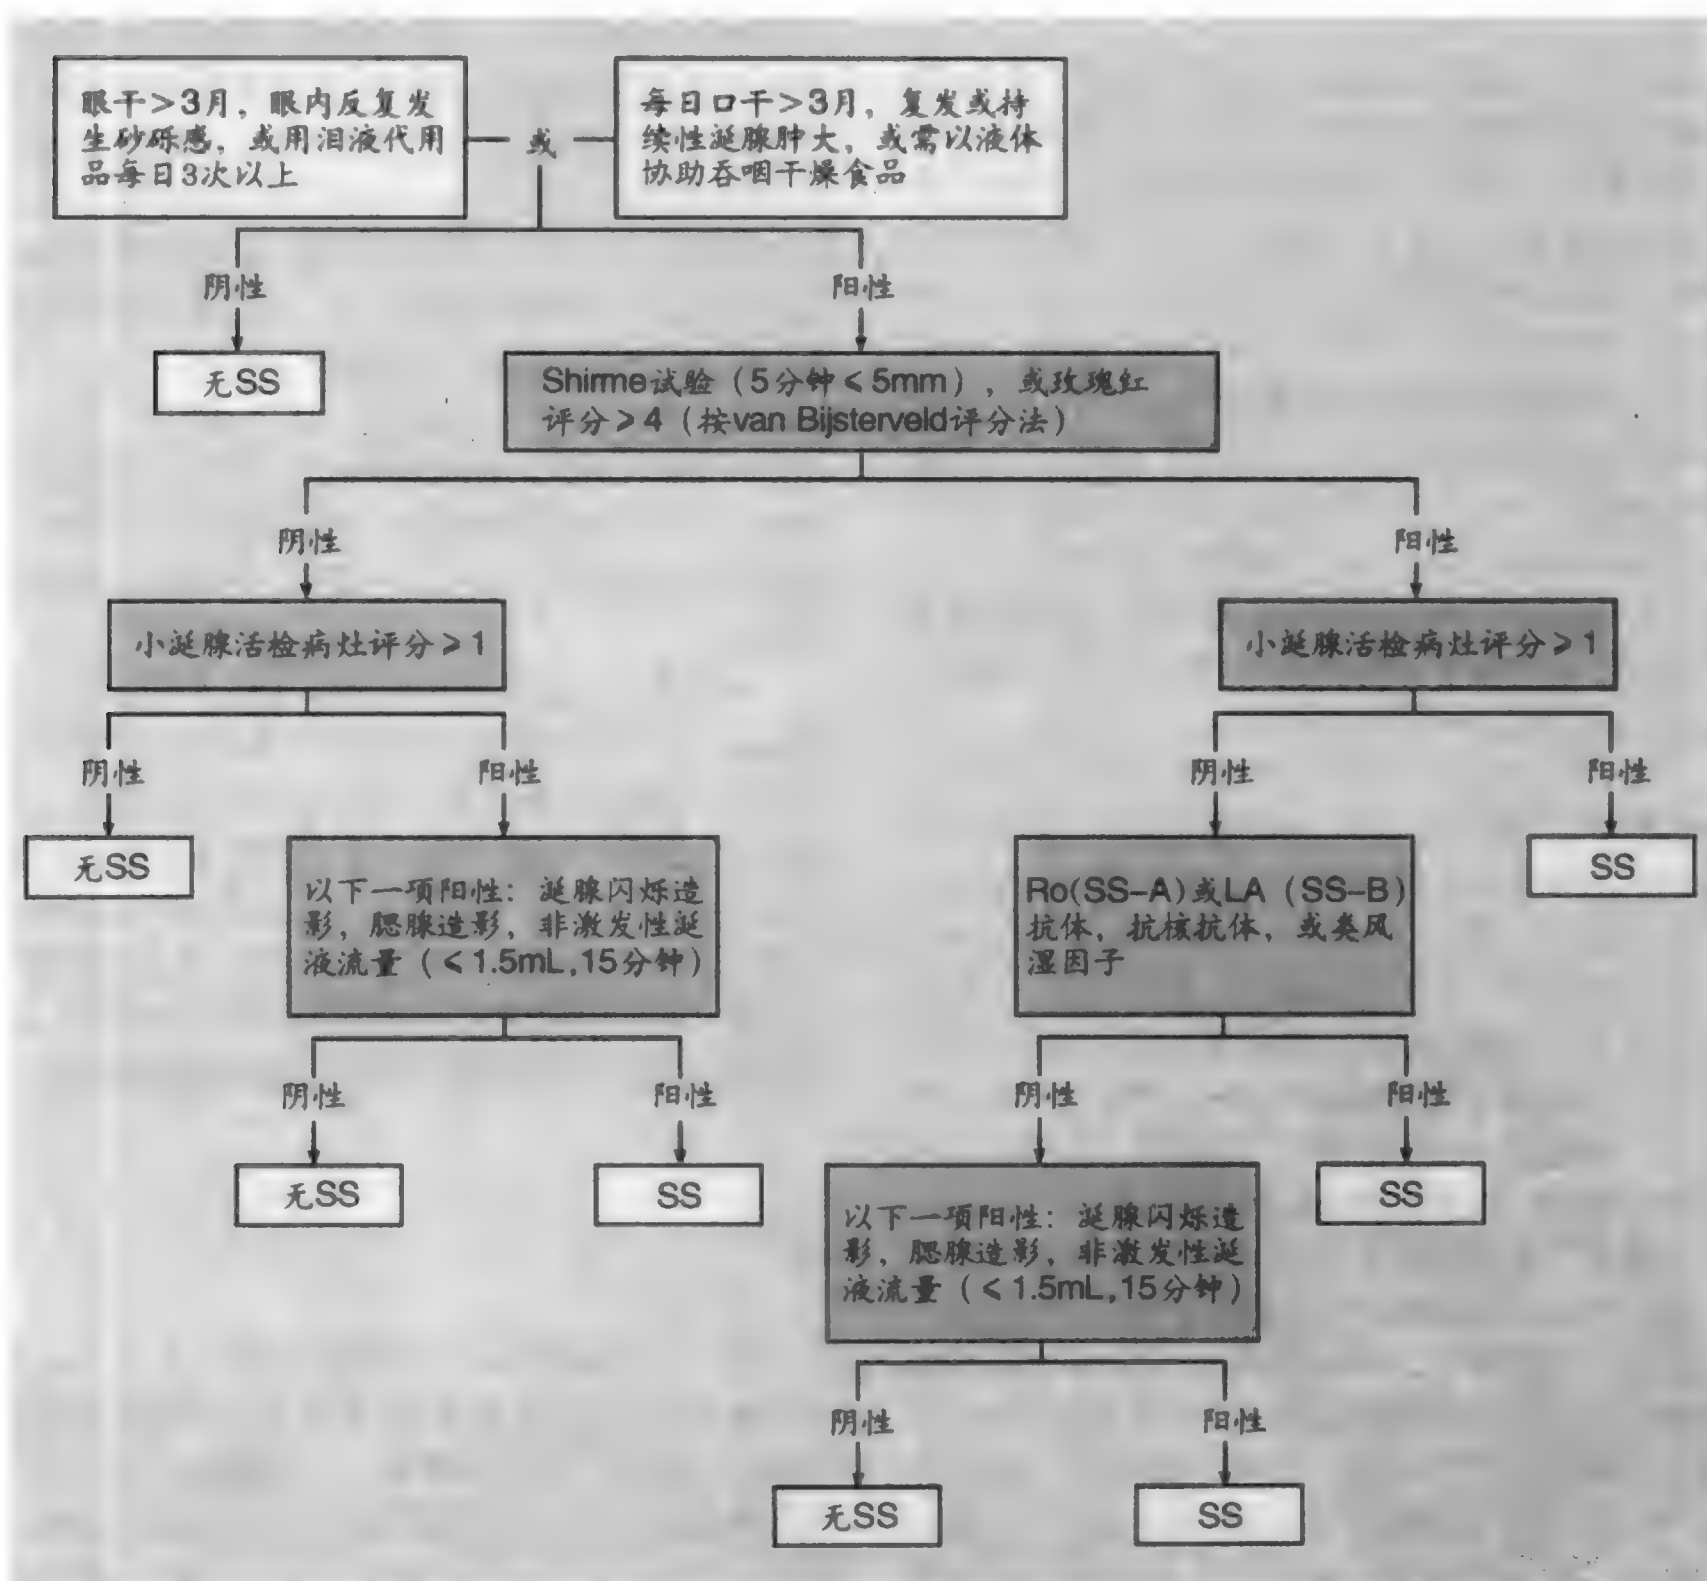 眼干>3月，眼内反复发
生砂砾感，或用泪液代用
品每日3次以上
或
每日口干>3月，复发或持
续性涎腺肿大，或需以液体
协助吞咽干燥食品
阴性
阳性
无SS
Shirme试验（5分钟≤5mm），或玫瑰红
评分≥4（按van Bijsterveld评分法）
阴性
阳性
小涎腺活检病灶评分≥1
小涎腺活检病灶评分≥1
阴性
阳性
阴性
阳性
无SS
以下一项阳性：涎腺闪烁造
影，腮腺造影，非激发性涎
液流量（≤1.5mL,15分钟）
Ro(SS-A)或LA（SS-B）
抗体，抗核抗体，或类风
湿因子
SS
阴性
阳性
阴性
阳性
无SS
SS
以下一项阳性：涎腺闪烁造
影，腮腺造影，非激发性涎
液流量（≤1.5mL,15分钟）
SS
阴性
阳性
无SS
SS